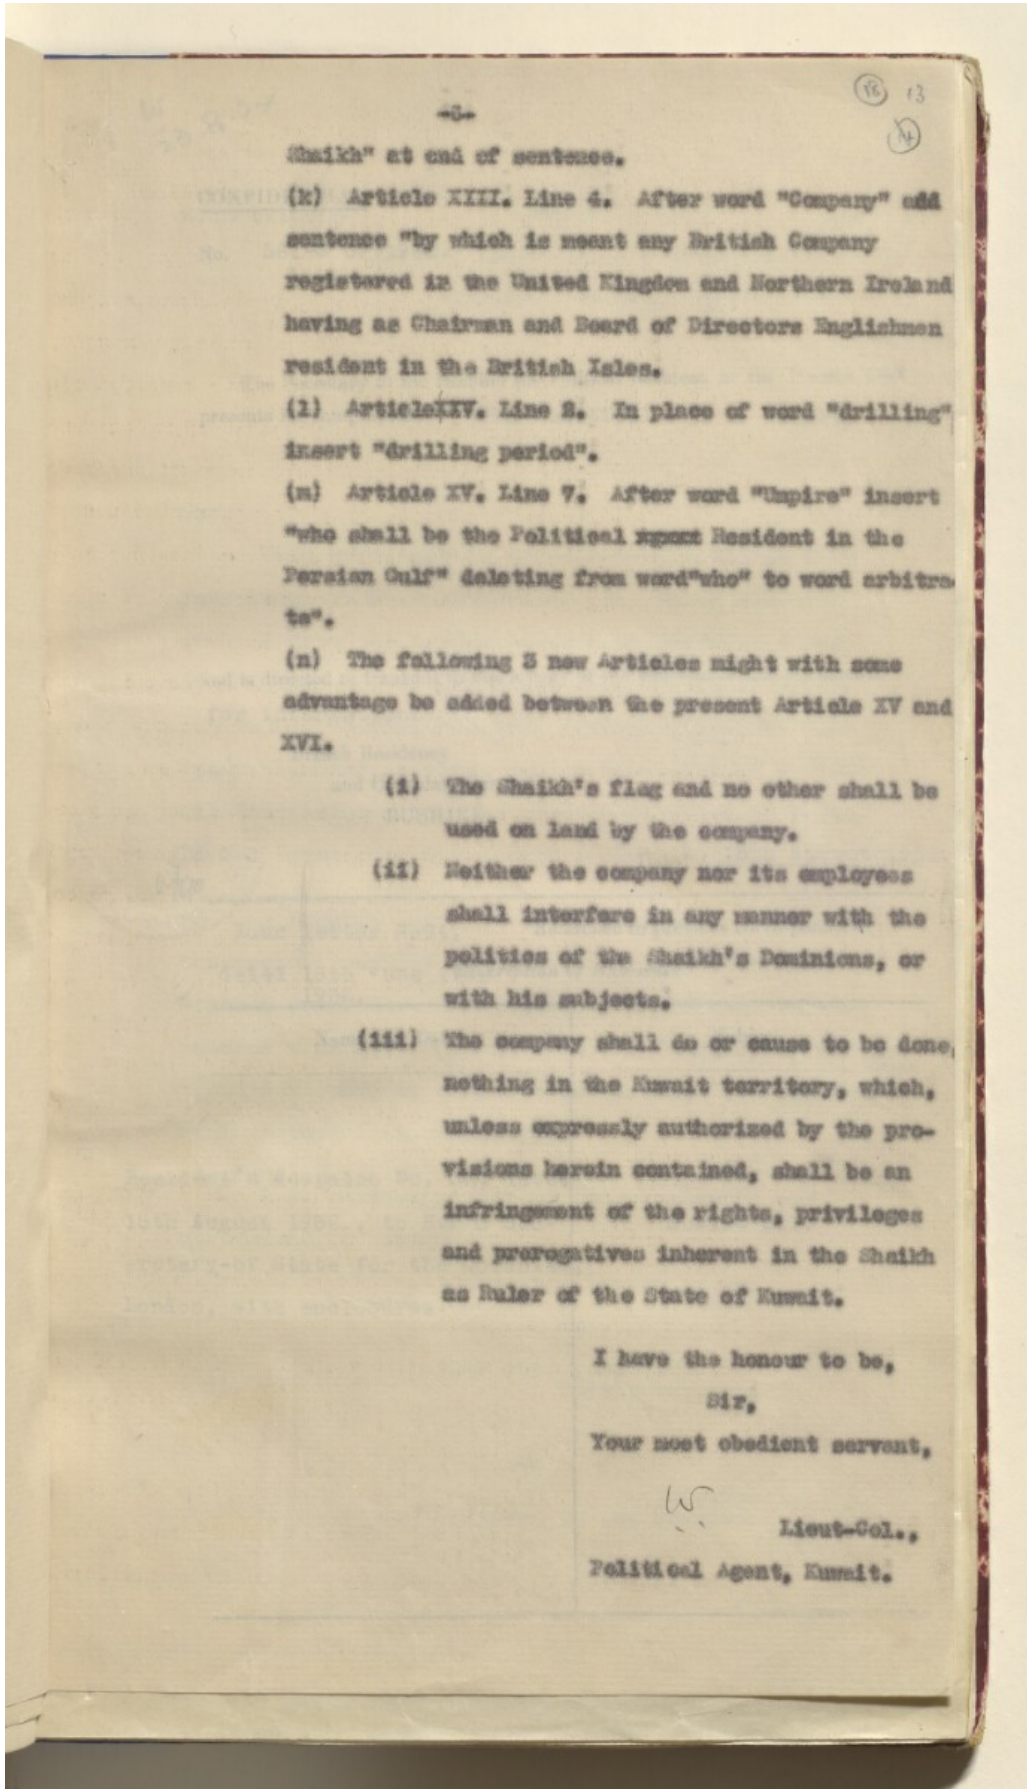 18 13
14
-6-
Shaikh" at end of sentence.
(k) Article XIII. Line 4. After word "Company" add
sentence "by which is meant any British Company
registered in the United Kingdom and Northern Ireland
having as Chairman and Board of Directors Englishmen
resident in the British Isles.
(l) Article XXV. Line 2. In place of word "drilling"
insert "drilling period".
(m) Article XV. Line 7. After word "Umpire" insert
"who shall be the Political Resident in the
Persian Gulf" deleting from word"who" to word arbitra-
te".
(n) The following 3 new Articles might with some
advantage be added between the present Article XV and
XVI.
(i) The Shaikh's flag and no other shall be
used on land by the company.
(ii) Neither the company nor its employees
shall interfere in any manner with the
politics of the Shaikh's Dominions, or
with his subjects.
(iii) The company shall do or cause to be done,
nothing in the Kuwait territory, which,
unless expressly authorized by the pro-
visions herein contained, shall be an
infringement of the rights, privileges
and prerogatives inherent in the Shaikh
as Ruler of the State of Kuwait.
I have the honour to be,
Sir,
Your most obedient servant,
Lieut-Col.,
Political Agent, Kuwait.